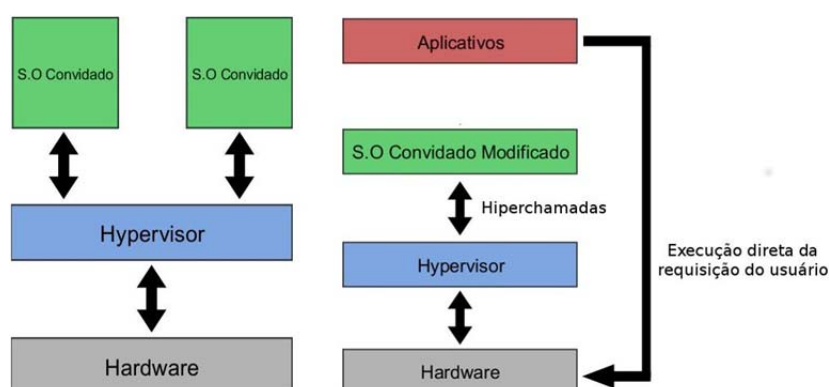 S.O Convidado
S.O Convidado
Hypervisor
Hardware
Aplicativos
S.O Convidado Modificado
Hiperchamadas
Hypervisor
Hardware
Execução direta da
requisição do usuário